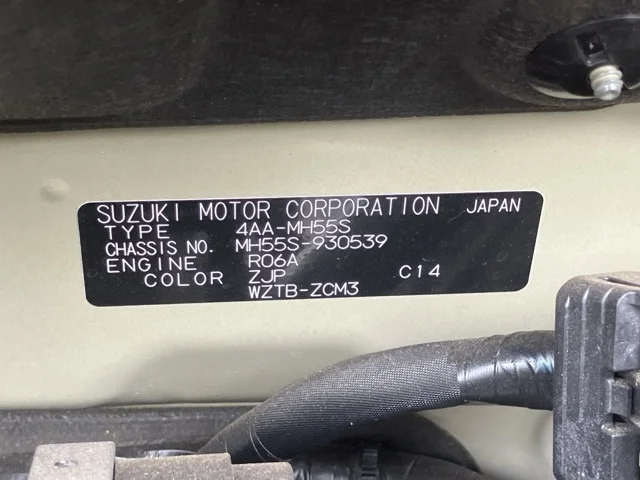 SUZUKI MOTOR CORPORATION JAPAN
TYPE 4AA-MH55S
CHASSIS NO. MH55S-930539
ENGINE R06A
COLOR ZJP C14
WZTB-ZCM3